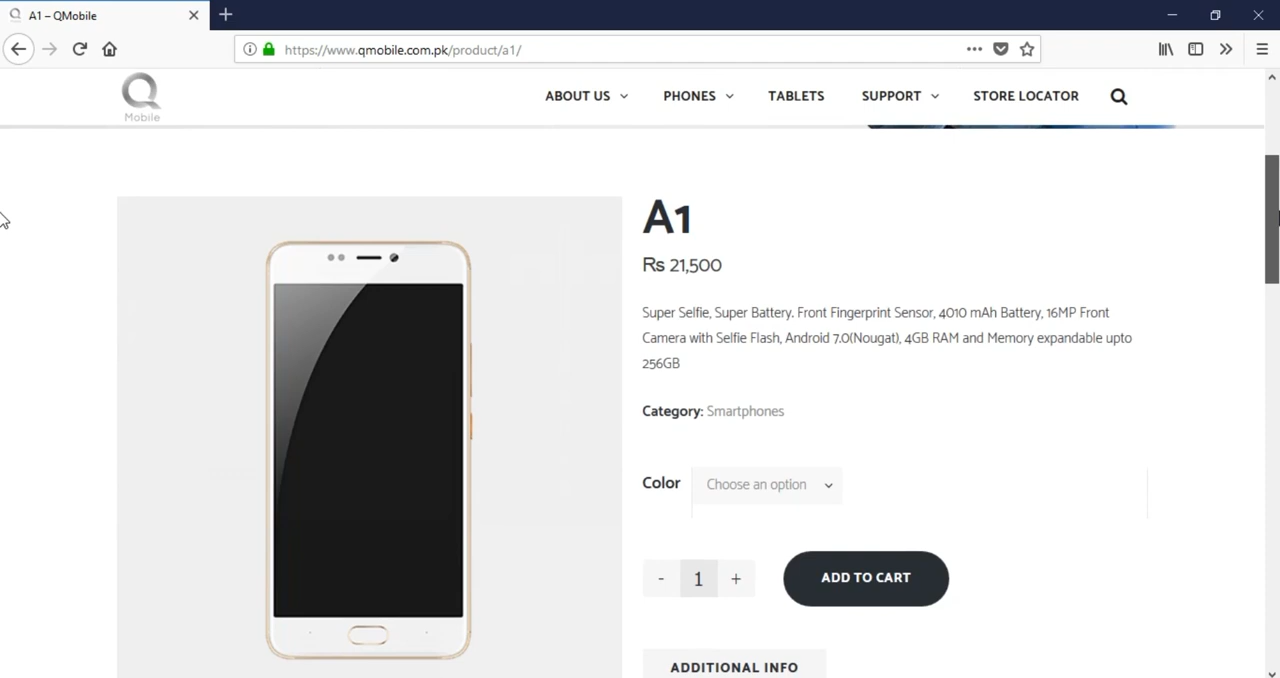 A1 – QMobile
https://www.qmobile.com.pk/product/a1/
Mobile
ABOUT US
PHONES
TABLETS
SUPPORT
STORE LOCATOR
A1
Rs 21,500
Super Selfie, Super Battery. Front Fingerprint Sensor, 4010 mAh Battery, 16MP Front
Camera with Selfie Flash, Android 7.0(Nougat), 4GB RAM and Memory expandable upto
256GB
Category: Smartphones
Color Choose an option
- 1 + ADD TO CART
ADDITIONAL INFO